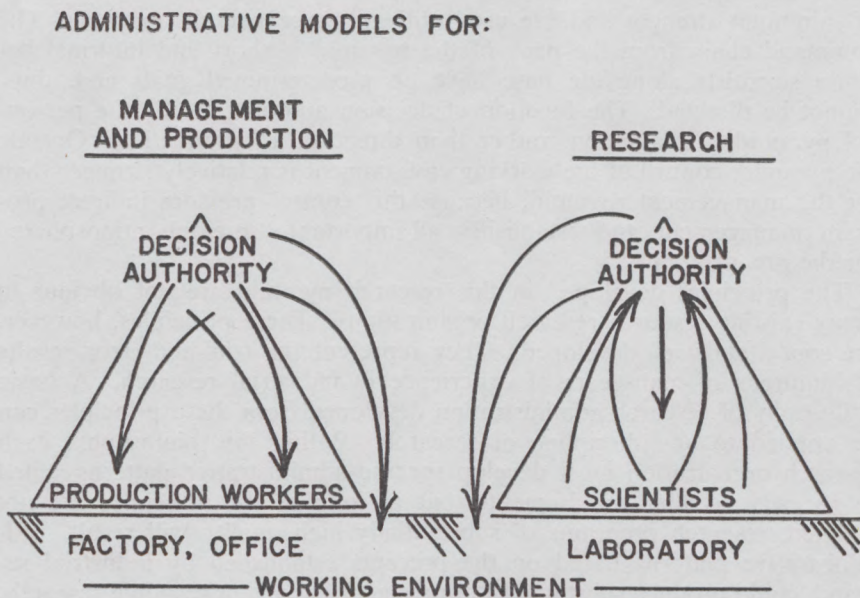 ADMINISTRATIVE MODELS FOR:
MANAGEMENT
AND PRODUCTION
DECISION
AUTHORITY
PRODUCTION WORKERS
FACTORY, OFFICE
RESEARCH
DECISION
AUTHORITY
SCIENTISTS
LABORATORY
WORKING ENVIRONMENT